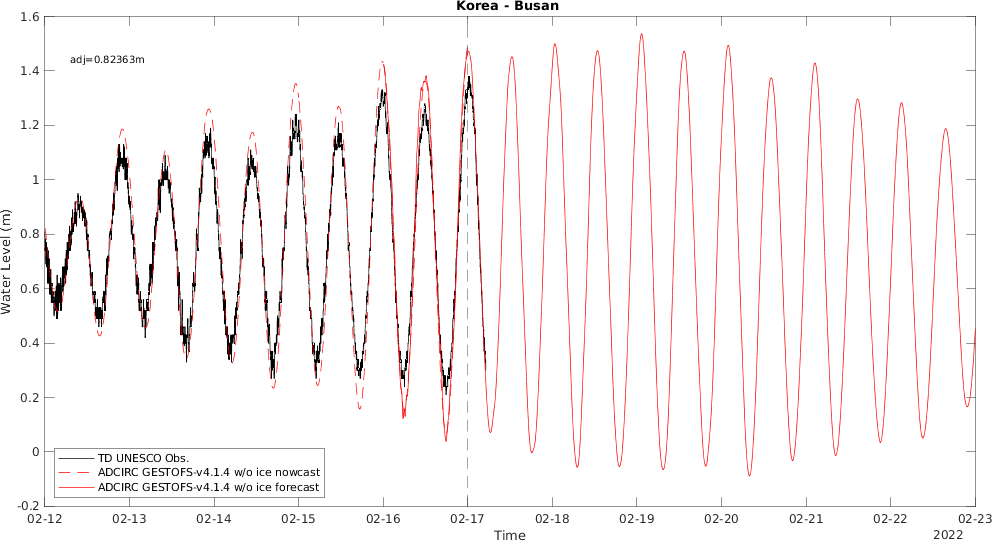 Korea - Busan
adj=0.82363m
Water Level (m)
1.6
1.4
1.2
1
0.8
0.6
0.4
0.2
0
-0.2
TD UNESCO Obs.
ADCIRC GESTOFS-v4.1.4 w/o ice nowcast
ADCIRC GESTOFS-v4.1.4 w/o ice forecast
02-12 02-13 02-14 02-15 02-16 02-17 02-18 02-19 02-20 02-21 02-22 02-23
Time
2022